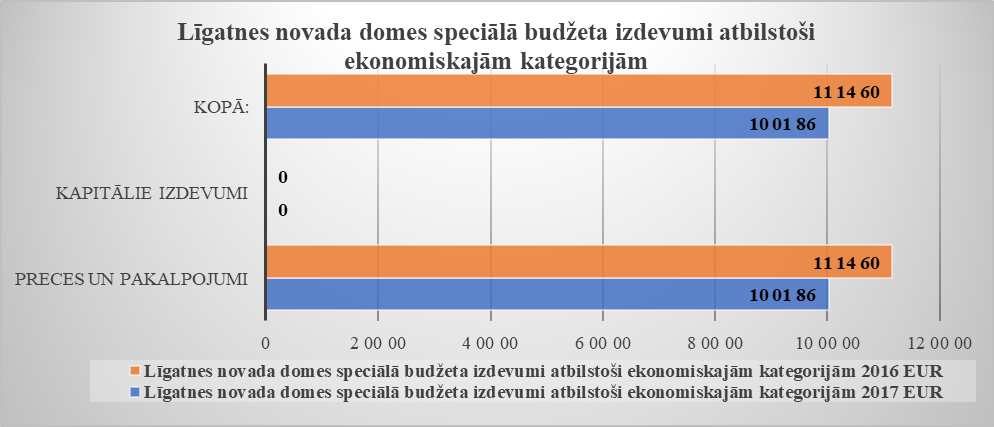 Līgatnes novada domes speciālā budžeta izdevumi atbilstoši
ekonomiskajām kategorijām
KOPĀ:
11 14 60
10 01 86
KAPITĀLIE IZDEVUMI
0
0
PRECES UN PAKALPOJUMI
11 14 60
10 01 86
0 2 00 00 4 00 00 6 00 00 8 00 00 10 00 00 12 00 00
Līgatnes novada domes speciālā budžeta izdevumi atbilstoši ekonomiskajām kategorijām 2016 EUR
Līgatnes novada domes speciālā budžeta izdevumi atbilstoši ekonomiskajām kategorijām 2017 EUR